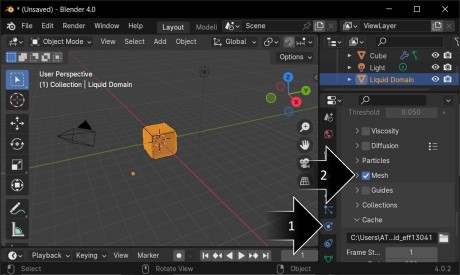 * (Unsaved) - Blender 4.0
File Edit Render Window Help Layout Modeling Scene ViewLayer
Object Mode View Select Add Object Global
Options
User Perspective
(1) Collection | Liquid Domain
Z
Y
X
Cube
Light
Liquid Domain
Threshold 0.050
Viscosity
Diffusion
Particles
Mesh
Guides
Collections
Cache
C:\Users\AT...id_eff13041
Frame St... 1
2
1
Playback Keying View Marker 1
Select Rotate View Object 4.0.2